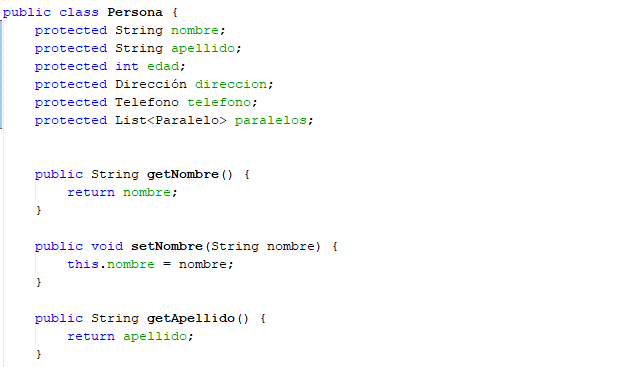 public class Persona {
protected String nombre;
protected String apellido;
protected int edad;
protected Dirección direccion;
protected Telefono telefono;
protected List<Paralelo> paralelos;
public String getNombre() {
return nombre;
}
public void setNombre(String nombre) {
this.nombre = nombre;
}
public String getApellido() {
return apellido;
}